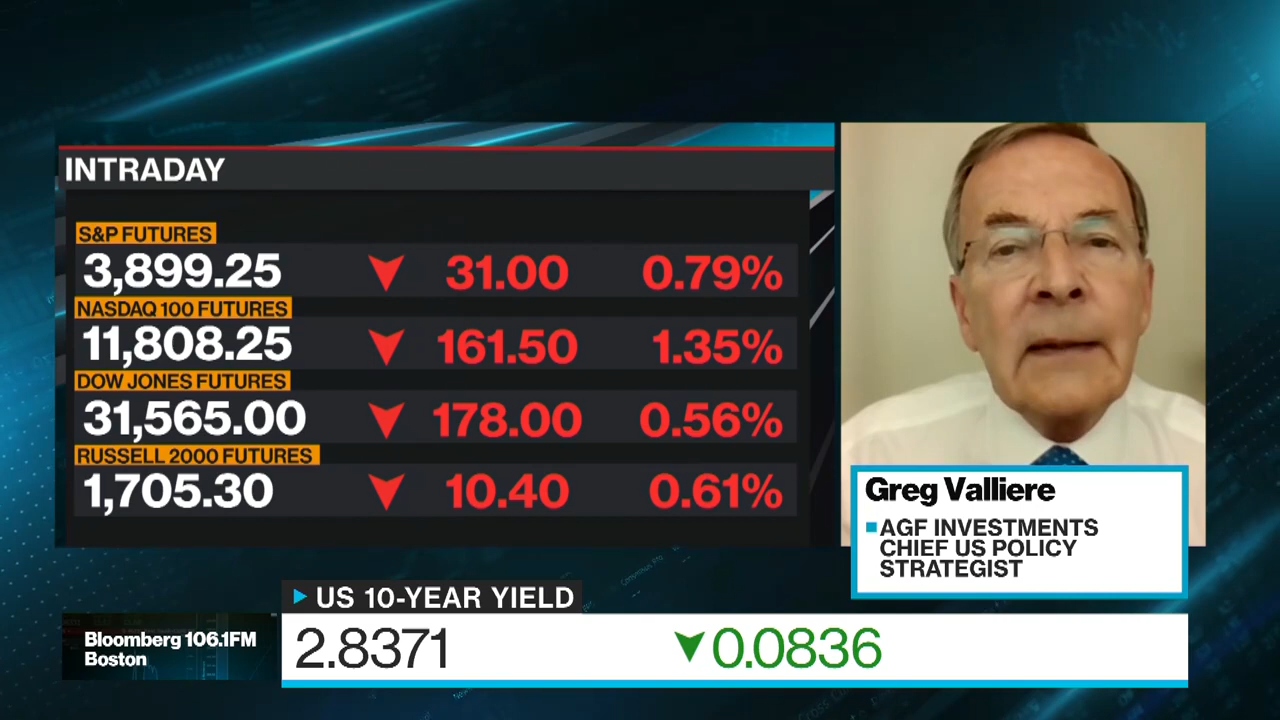 INTRADAY
S&P FUTURES
3,899.25 ▼ 31.00 0.79%
NASDAQ 100 FUTURES
11,808.25 ▼ 161.50 1.35%
DOW JONES FUTURES
31,565.00 ▼ 178.00 0.56%
RUSSELL 2000 FUTURES
1,705.30 ▼ 10.40 0.61%
Greg Valliere
AGF INVESTMENTS
CHIEF US POLICY
STRATEGIST
US 10-YEAR YIELD
2.8371 ▼ 0.0836
Bloomberg 106.1FM
Boston